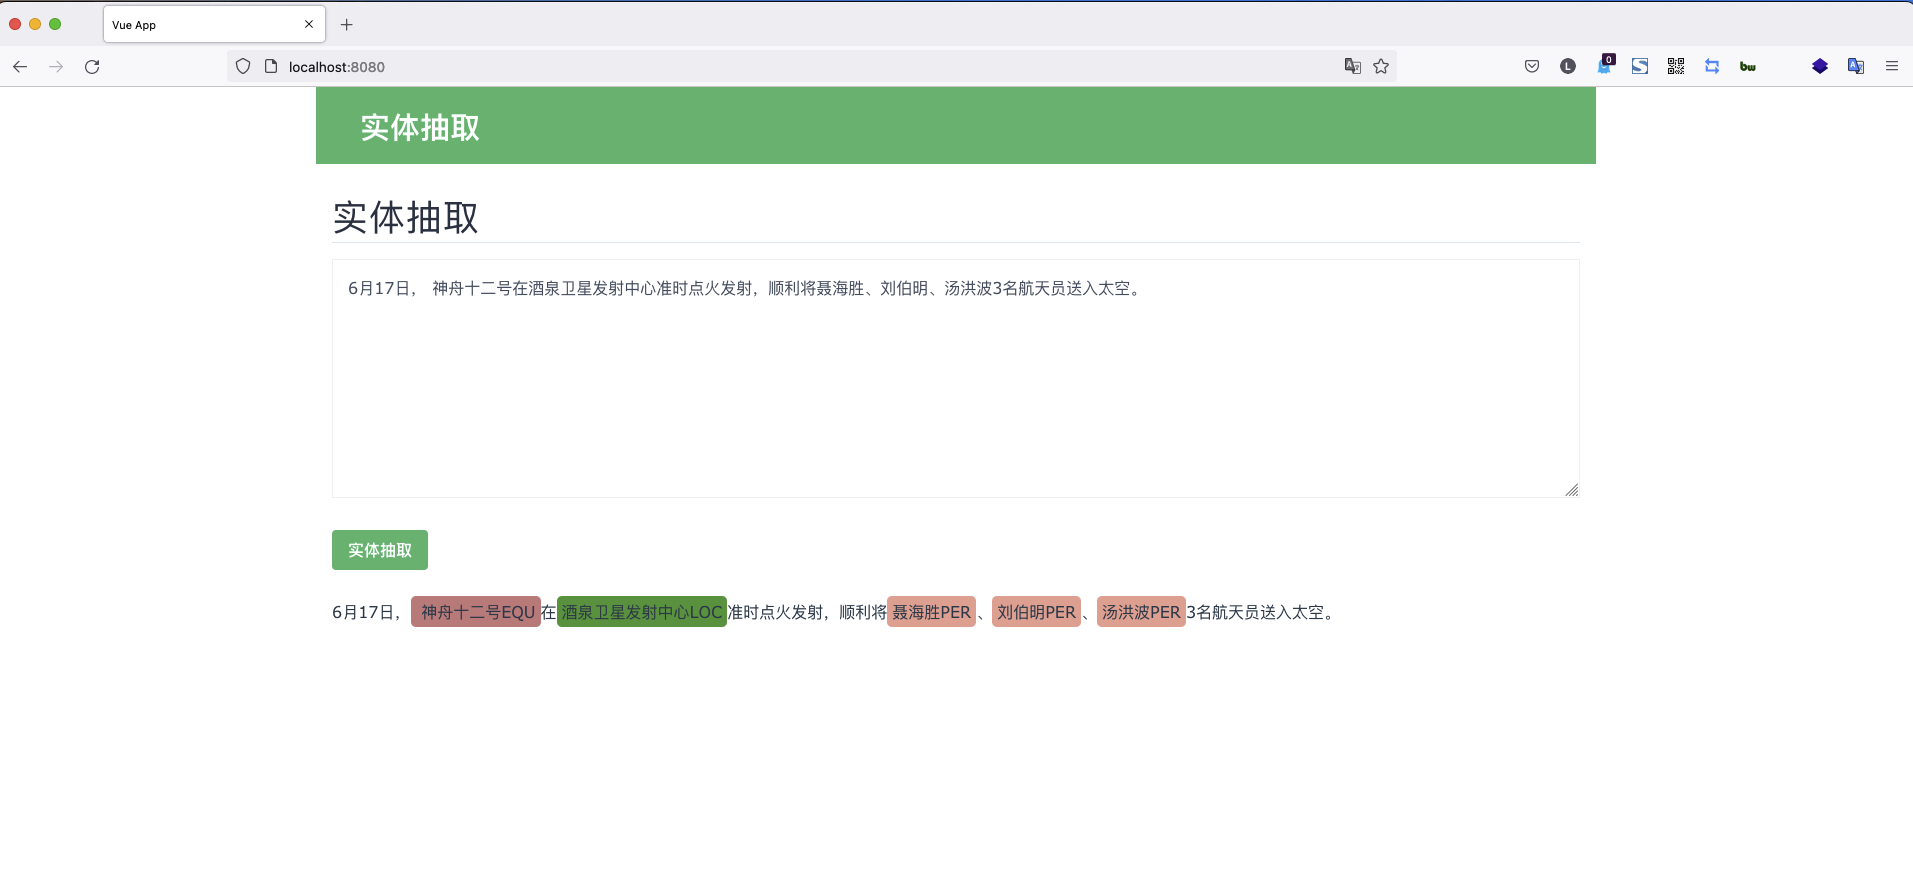 Vue App
localhost:8080
L
0
bw
实体抽取
实体抽取
6月17日， 神舟十二号在酒泉卫星发射中心准时点火发射，顺利将聂海胜、刘伯明、汤洪波3名航天员送入太空。
实体抽取
6月17日， 神舟十二号EQU在酒泉卫星发射中心LOC准时点火发射，顺利将聂海胜PER、刘伯明PER、汤洪波PER3名航天员送入太空。